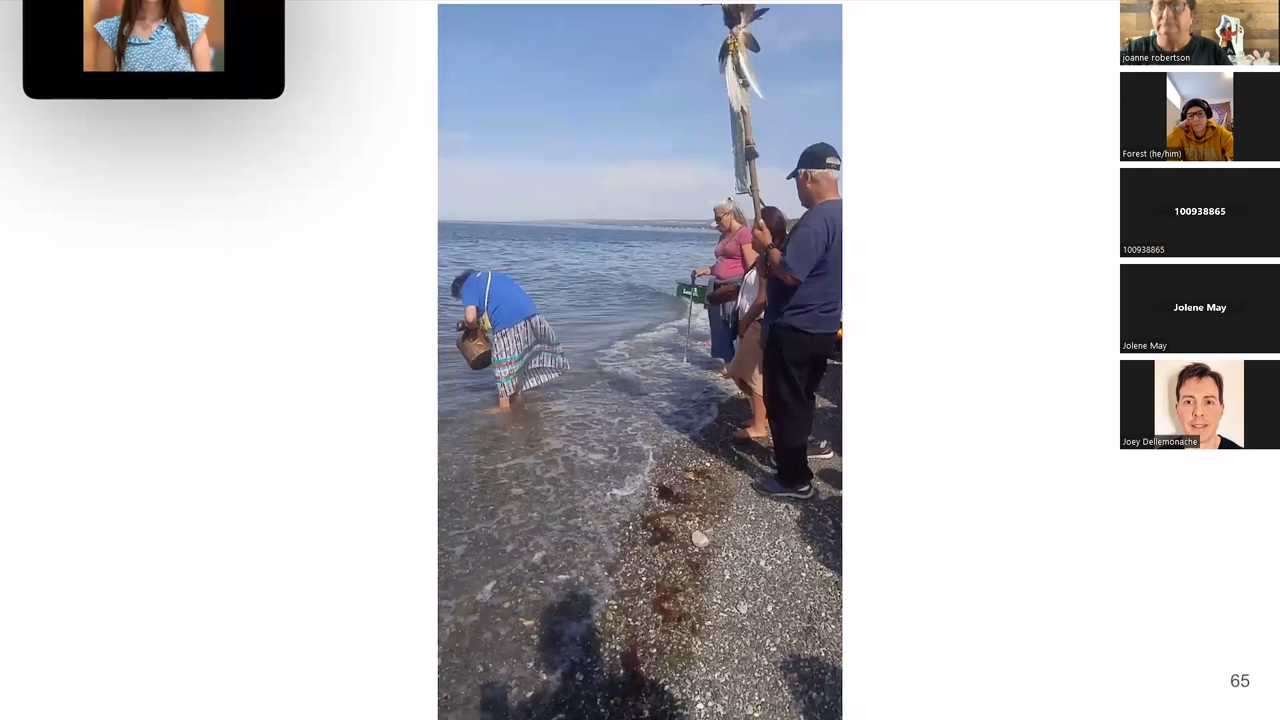 joanne robertson
Forest (he/him)
100938865
100938865
Jolene May
Jolene May
Joey Dellemonache
65